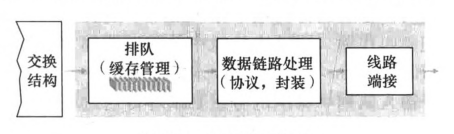 交换
结构
排队
（缓存管理）
数据链路处理
（协议，封装）
线路
端接